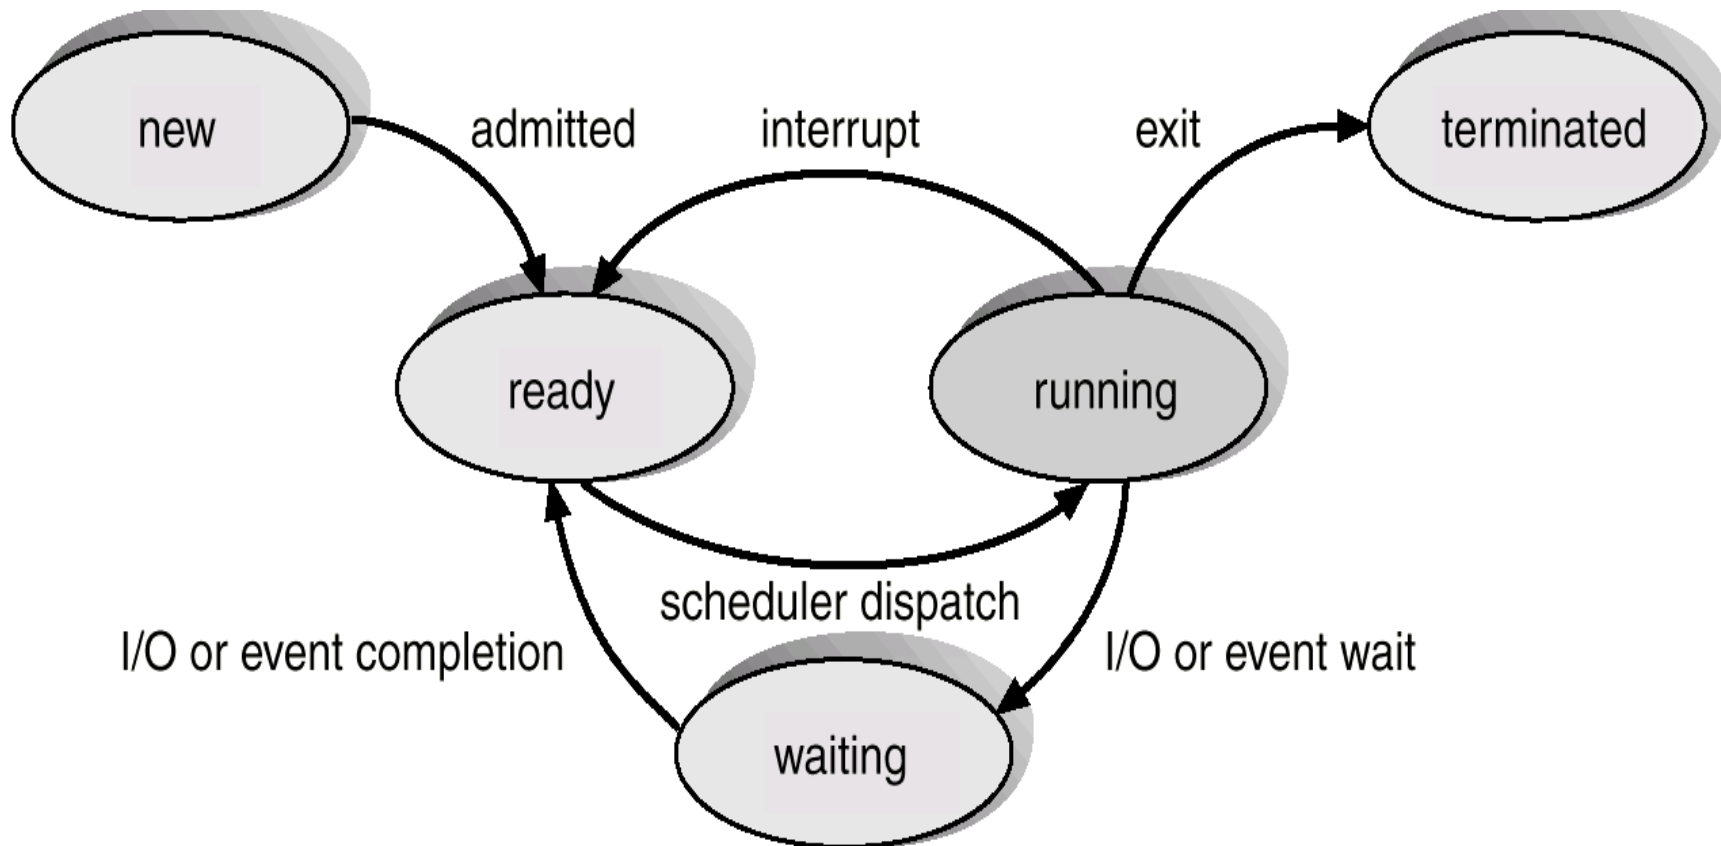 new
admitted
interrupt
exit
terminated
ready
running
scheduler dispatch
I/O or event completion
I/O or event wait
waiting